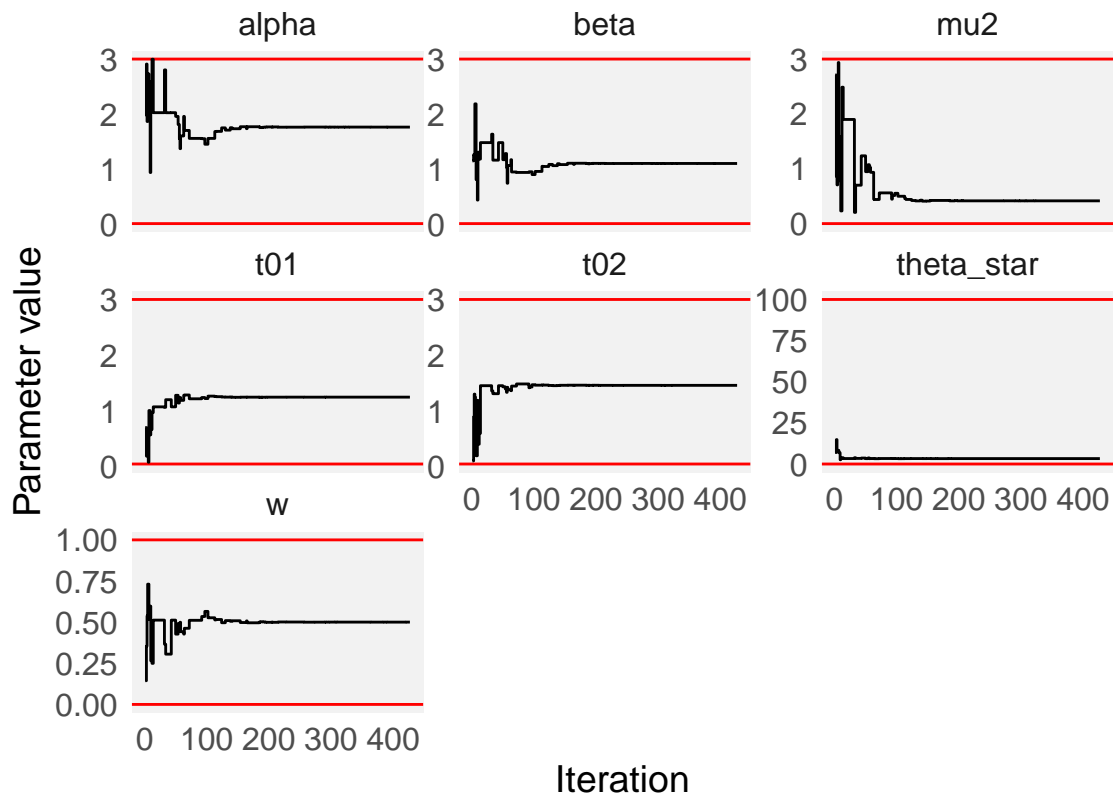 alpha beta mu2
3 3 3
2 2 2
1 1 1
0 0 0
t01 t02 theta_star
3 3 100
2 2 75
50
1 1 25
0 0 0
0 100 200 300 400 0 100 200 300 400
w
1.00
0.75
0.50
0.25
0.00
0 100 200 300 400
Parameter value
Iteration